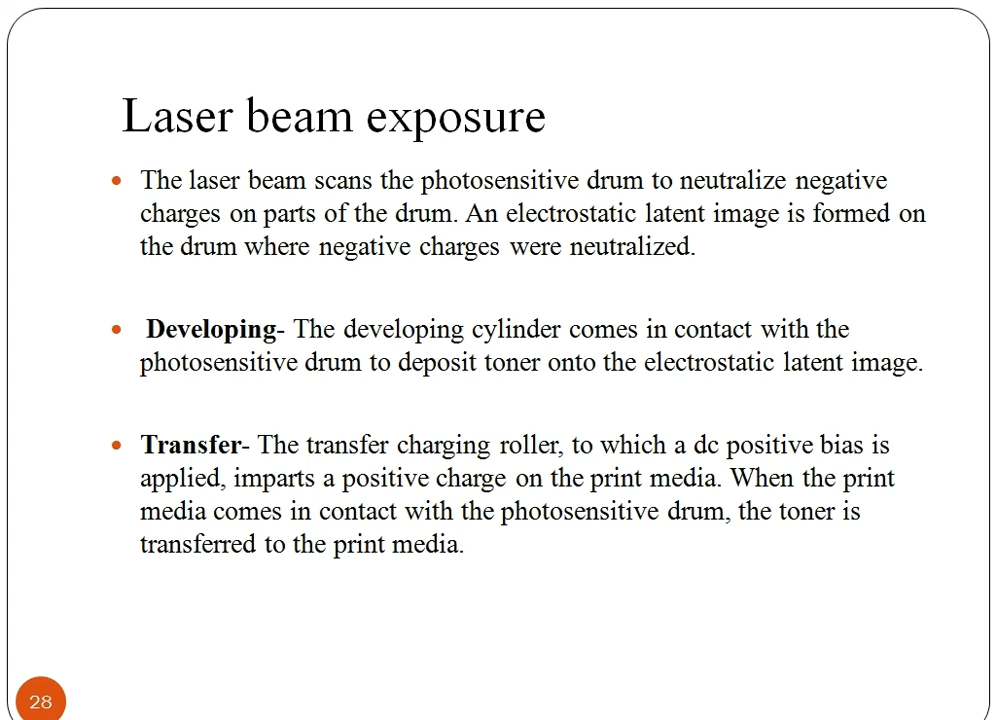 Laser beam exposure
• The laser beam scans the photosensitive drum to neutralize negative
charges on parts of the drum. An electrostatic latent image is formed on
the drum where negative charges were neutralized.
• Developing- The developing cylinder comes in contact with the
photosensitive drum to deposit toner onto the electrostatic latent image.
• Transfer- The transfer charging roller, to which a dc positive bias is
applied, imparts a positive charge on the print media. When the print
media comes in contact with the photosensitive drum, the toner is
transferred to the print media.
28